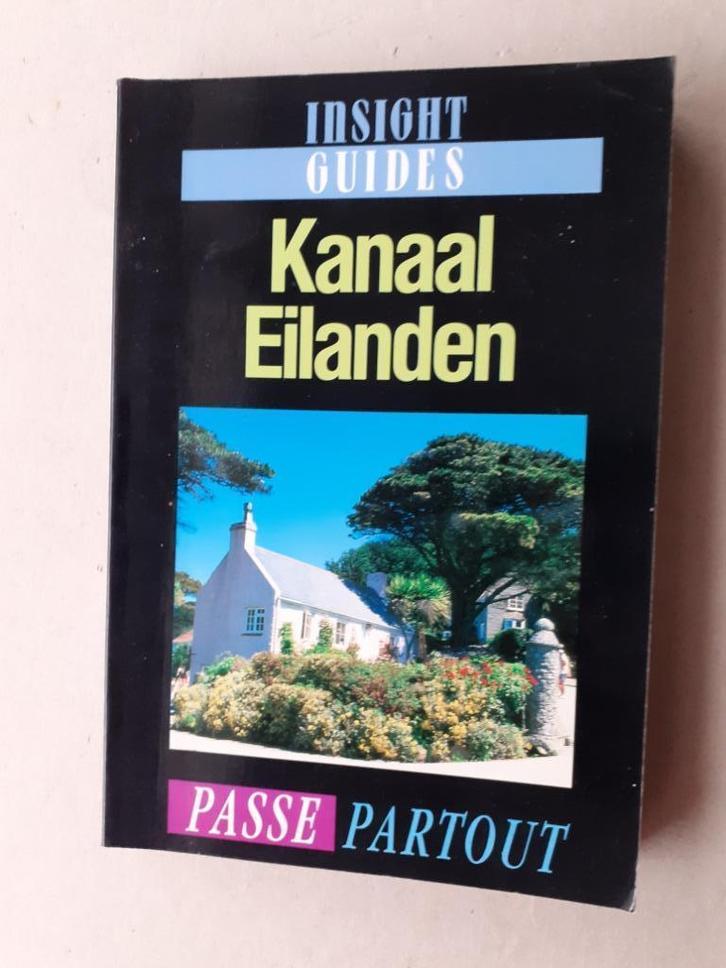 INSIGHT
GUIDES
Kanaal
Eilanden
PASSE PARTOUT